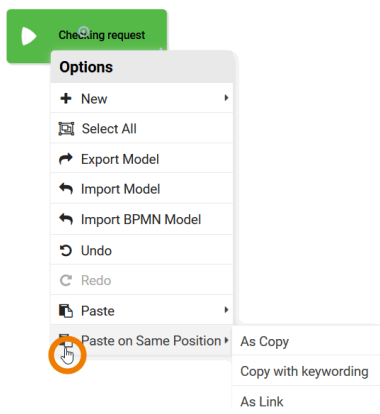 Checking request
Options
New
Select All
Export Model
Import Model
Import BPMN Model
Undo
Redo
Paste
Paste on Same Position
As Copy
Copy with keywording
As Link